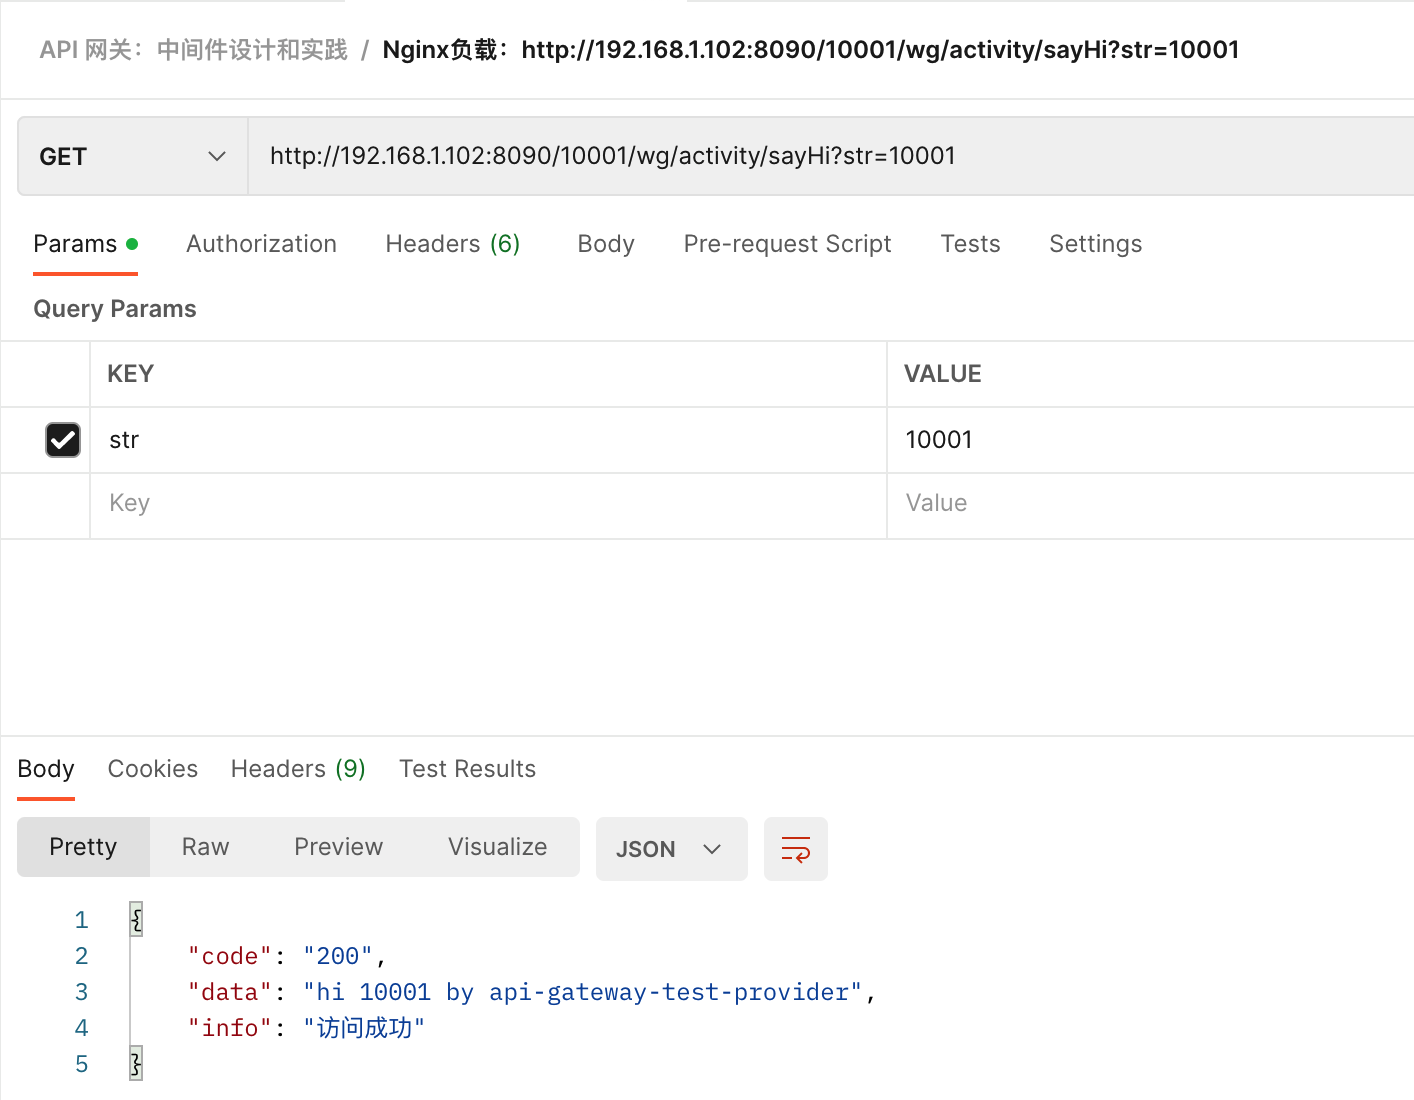 API 网关：中间件设计和实践 / Nginx负载：http://192.168.1.102:8090/10001/wg/activity/sayHi?str=10001
GET http://192.168.1.102:8090/10001/wg/activity/sayHi?str=10001
Params Authorization Headers (6) Body Pre-request Script Tests Settings
Query Params
KEY VALUE
str 10001
Key Value
Body Cookies Headers (9) Test Results
Pretty Raw Preview Visualize JSON
1 {
2 "code": "200",
3 "data": "hi 10001 by api-gateway-test-provider",
4 "info": "访问成功"
5 }